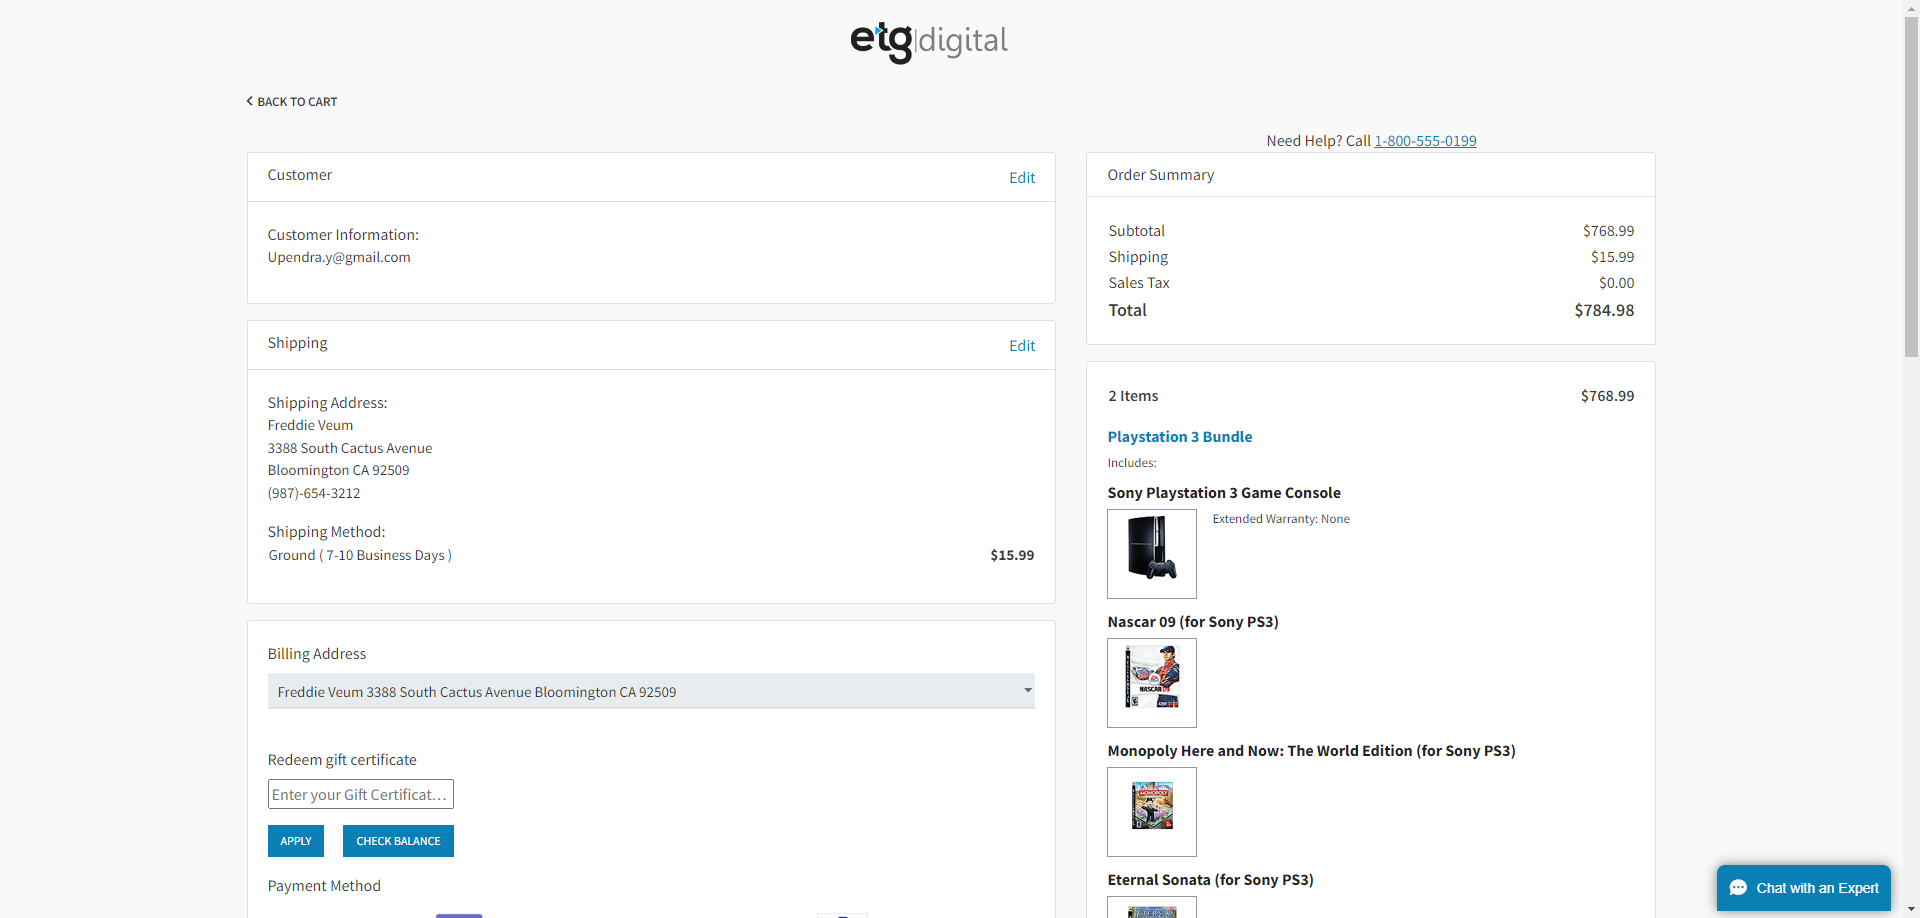 etg|digital
BACK TO CART
Need Help? Call 1-800-555-0199
Customer
Edit
Customer Information:
Upendra.y@gmail.com
Shipping
Edit
Shipping Address:
Freddie Veum
3388 South Cactus Avenue
Bloomington CA 92509
(987)-654-3212
Shipping Method:
Ground ( 7-10 Business Days ) $15.99
Billing Address
Freddie Veum 3388 South Cactus Avenue Bloomington CA 92509
Redeem gift certificate
Enter your Gift Certificat...
APPLY CHECK BALANCE
Payment Method
Order Summary
Subtotal $768.99
Shipping $15.99
Sales Tax $0.00
Total $784.98
2 Items $768.99
Playstation 3 Bundle
Includes:
Sony Playstation 3 Game Console
Extended Warranty: None
Nascar 09 (for Sony PS3)
NASCAR 09
Monopoly Here and Now: The World Edition (for Sony PS3)
MONOPOLY
Eternal Sonata (for Sony PS3)
Chat with an Expert